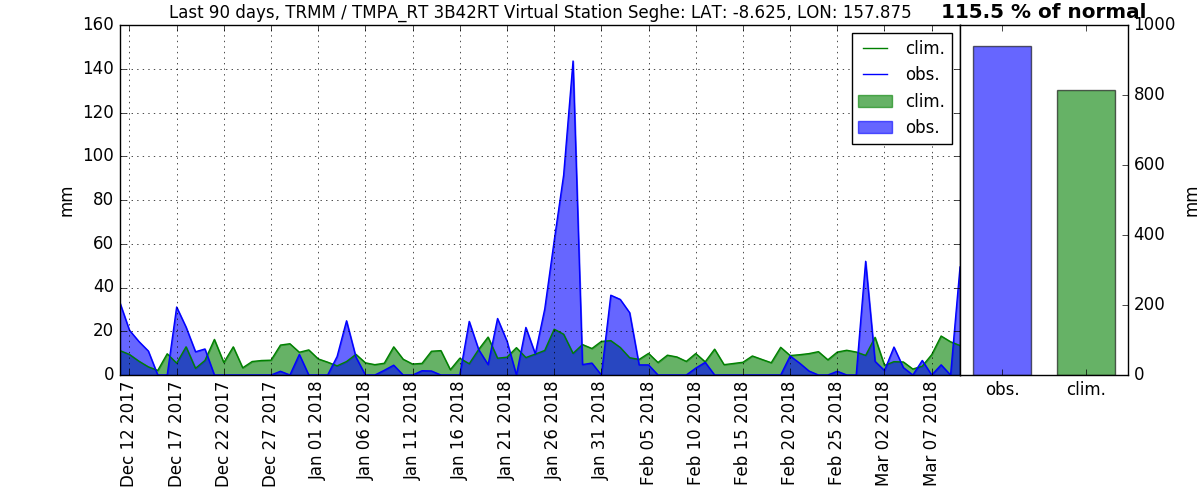 Last 90 days, TRMM / TMPA_RT 3B42RT Virtual Station Seghe: LAT: -8.625, LON: 157.875
115.5 % of normal
160
140
120
100
80
60
40
20
0
mm
clim.
obs.
clim.
obs.
1000
800
600
400
200
0
mm
Dec 12 2017
Dec 17 2017
Dec 22 2017
Dec 27 2017
Jan 01 2018
Jan 06 2018
Jan 11 2018
Jan 16 2018
Jan 21 2018
Jan 26 2018
Jan 31 2018
Feb 05 2018
Feb 10 2018
Feb 15 2018
Feb 20 2018
Feb 25 2018
Mar 02 2018
Mar 07 2018
obs.
clim.